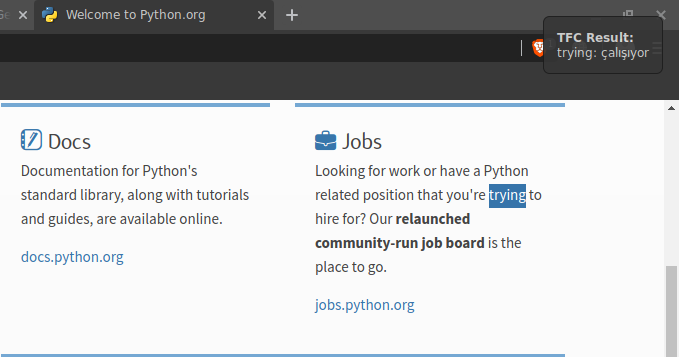 Welcome to Python.org
TFC Result:
trying: çalışıyor
Docs
Documentation for Python's
standard library, along with tutorials
and guides, are available online.
docs.python.org
Jobs
Looking for work or have a Python
related position that you're trying to
hire for? Our relaunched
community-run job board is the
place to go.
jobs.python.org